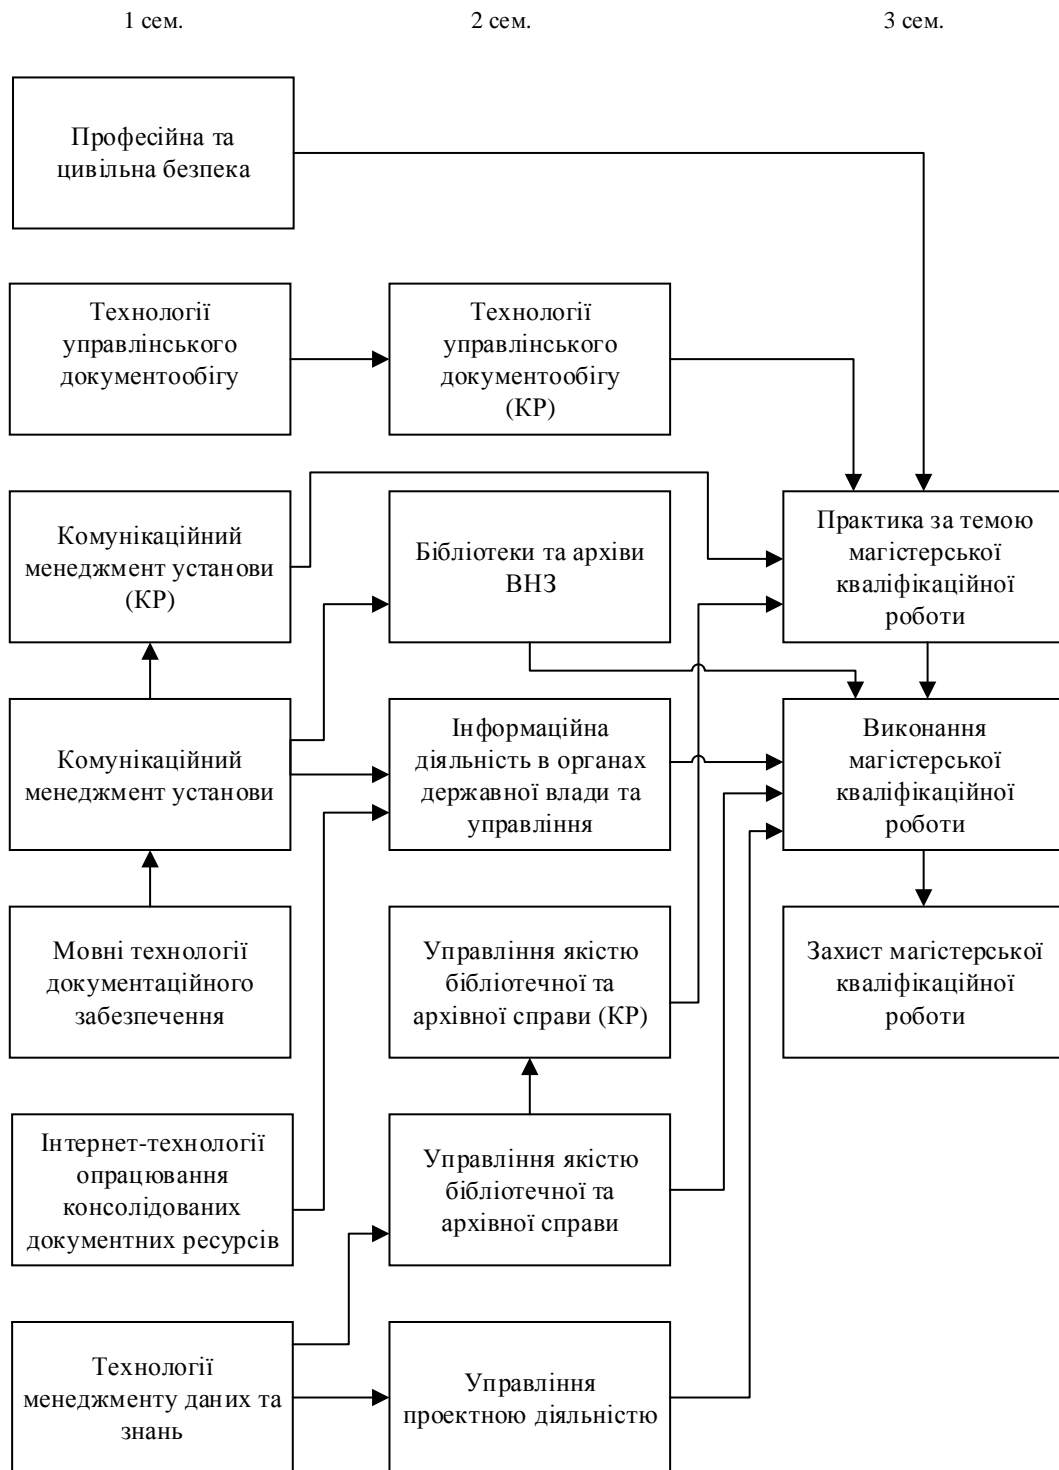 1 сем.
2 сем.
3 сем.
Професійна та
цивільна безпека
Технології
управлінського
документообігу
Технології
управлінського
документообігу
(КР)
Комунікаційний
менеджмент установи
(КР)
Бібліотеки та архіви
ВНЗ
Практика за темою
магістерської
кваліфікаційної
роботи
Комунікаційний
менеджмент установи
Інформаційна
діяльність в органах
державної влади та
управління
Виконання
магістерської
кваліфікаційної
роботи
Мовні технології
документаційного
забезпечення
Управління якістю
бібліотечної та
архівної справи (КР)
Захист магістерської
кваліфікаційної
роботи
Інтернет-технології
опрацювання
консолідованих
документних ресурсів
Управління якістю
бібліотечної та
архівної справи
Технології
менеджменту даних та
знань
Управління
проектною діяльністю